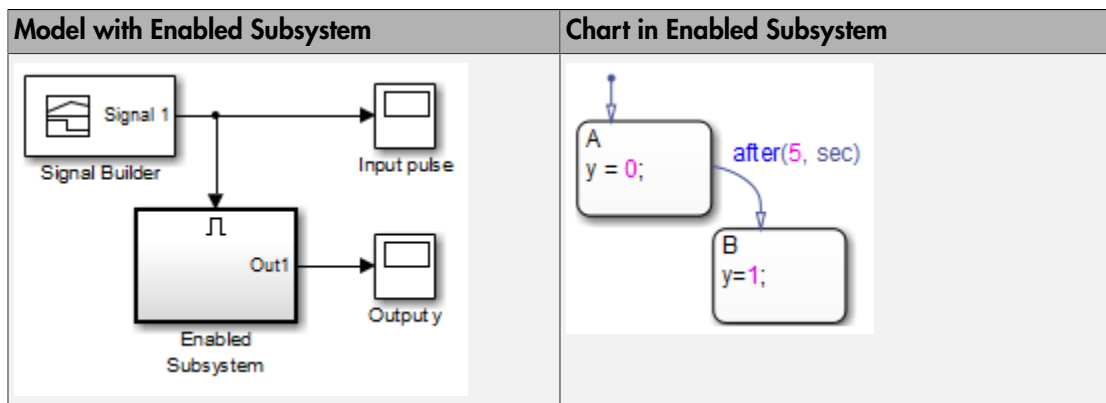 Model with Enabled Subsystem
Chart in Enabled Subsystem
Signal 1
Signal Builder
Input pulse
Out1
Enabled
Subsystem
Output y
A
y = 0;
after(5, sec)
B
y=1;